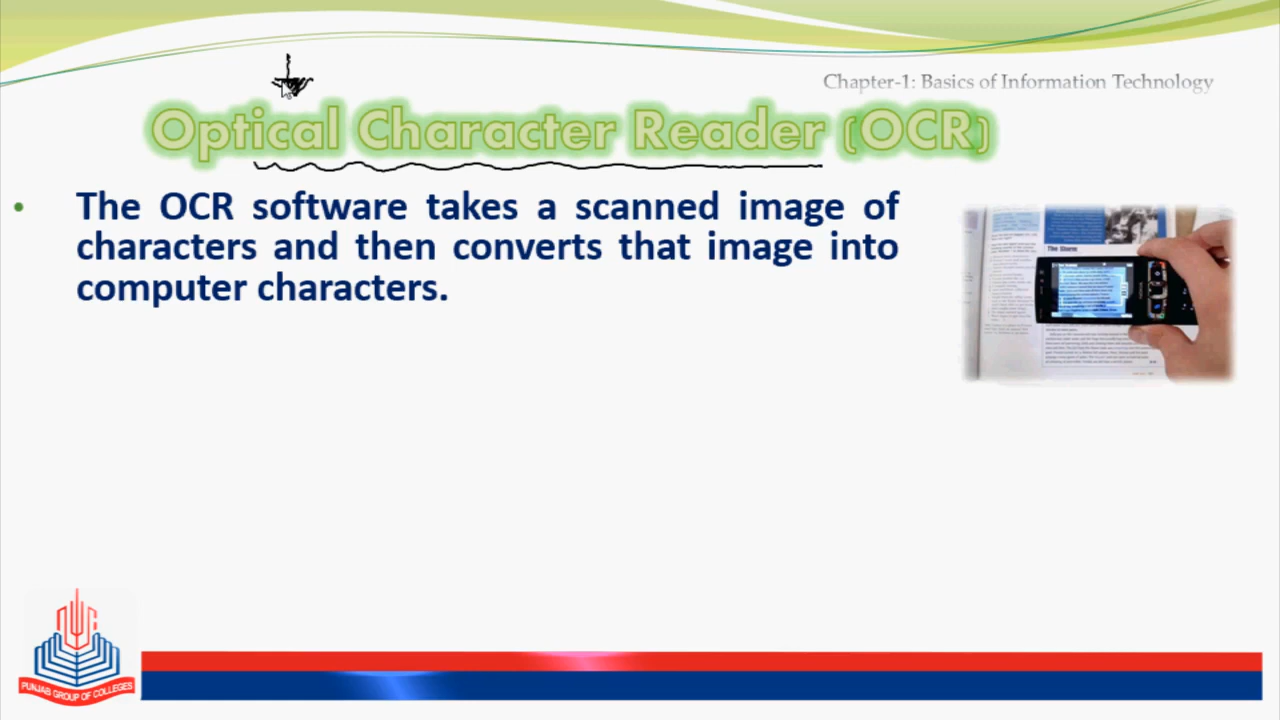 Chapter-1: Basics of Information Technology
Optical Character Reader (OCR)
• The OCR software takes a scanned image of
characters and then converts that image into
computer characters.
The Storm
PUNJAB GROUP OF COLLEGES